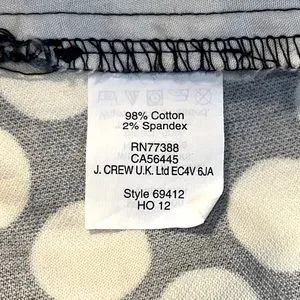 98% Cotton
2% Spandex
RN77388
CA56445
J. CREW U.K. Ltd EC4V 6JA
Style 69412
HO 12